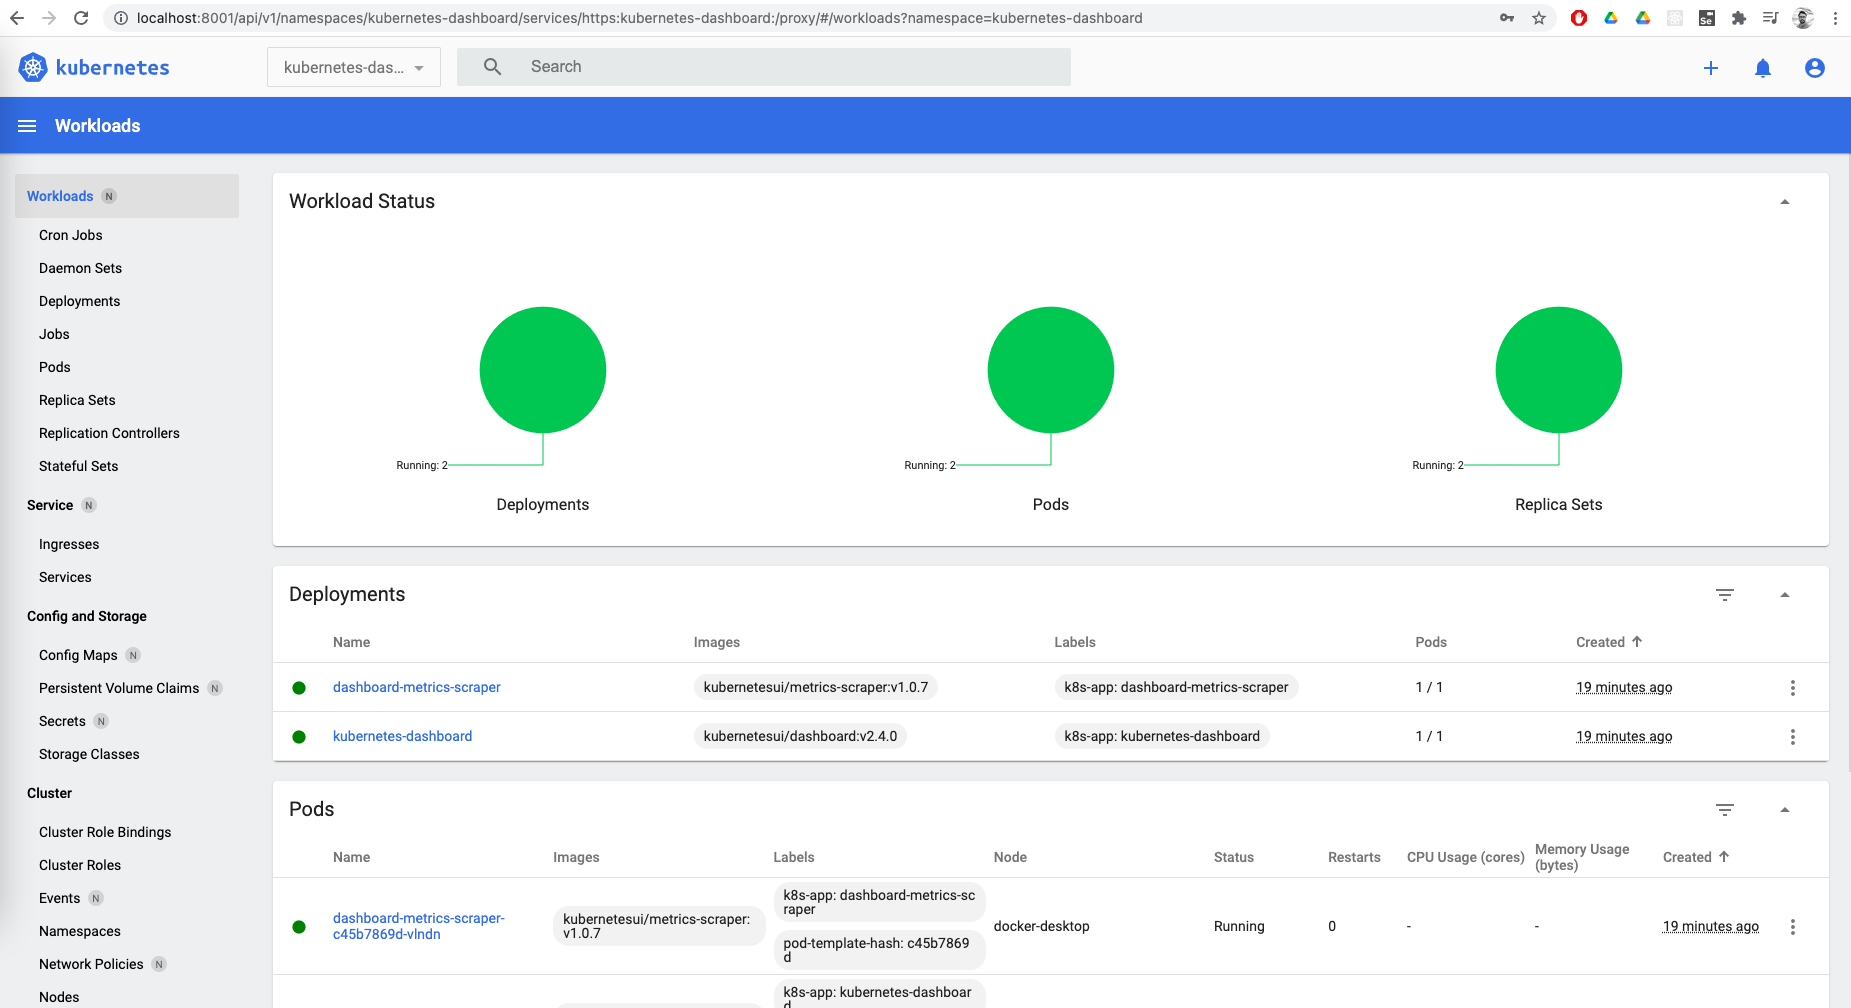 localhost:8001/api/v1/namespaces/kubernetes-dashboard/services/https:kubernetes-dashboard:/proxy/#/workloads?namespace=kubernetes-dashboard
Se
kubernetes
kubernetes-das...
Search
Workloads
Workloads N
Cron Jobs
Daemon Sets
Deployments
Jobs
Pods
Replica Sets
Replication Controllers
Stateful Sets
Service N
Ingresses
Services
Config and Storage
Config Maps N
Persistent Volume Claims N
Secrets N
Storage Classes
Cluster
Cluster Role Bindings
Cluster Roles
Events N
Namespaces
Network Policies N
Nodes
Workload Status
Running: 2
Deployments
Running: 2
Pods
Running: 2
Replica Sets
Deployments
Name Images Labels Pods Created
dashboard-metrics-scraper kubernetesui/metrics-scraper:v1.0.7 k8s-app: dashboard-metrics-scraper 1 / 1 19 minutes ago
kubernetes-dashboard kubernetesui/dashboard:v2.4.0 k8s-app: kubernetes-dashboard 1 / 1 19 minutes ago
Pods
Name Images Labels Node Status Restarts CPU Usage (cores) Memory Usage
(bytes) Created
dashboard-metrics-scraper-
c45b7869d-vlndn
kubernetesui/metrics-scraper:
v1.0.7
k8s-app: dashboard-metrics-sc
raper
pod-template-hash: c45b7869
d
docker-desktop Running 0 - - 19 minutes ago
k8s-app: kubernetes-dashboar
d